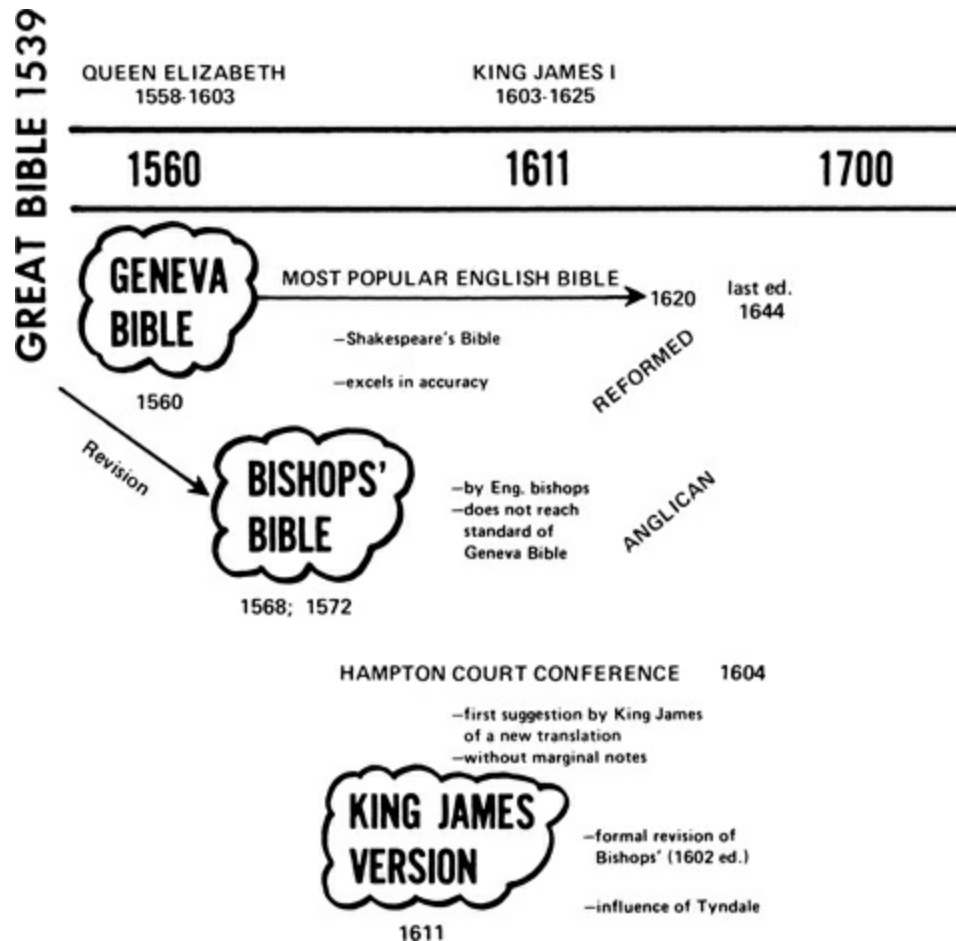 GREAT BIBLE 1539
QUEEN ELIZABETH
1558-1603
KING JAMES I
1603-1625
1560
1611
1700
GENEVA
BIBLE
1560
MOST POPULAR ENGLISH BIBLE
1620
last ed.
1644
—Shakespeare's Bible
—excels in accuracy
REFORMED
Revision
BISHOPS'
BIBLE
1568; 1572
—by Eng. bishops
—does not reach
standard of
Geneva Bible
ANGLICAN
HAMPTON COURT CONFERENCE 1604
—first suggestion by King James
of a new translation
—without marginal notes
KING JAMES
VERSION
1611
—formal revision of
Bishops' (1602 ed.)
—influence of Tyndale